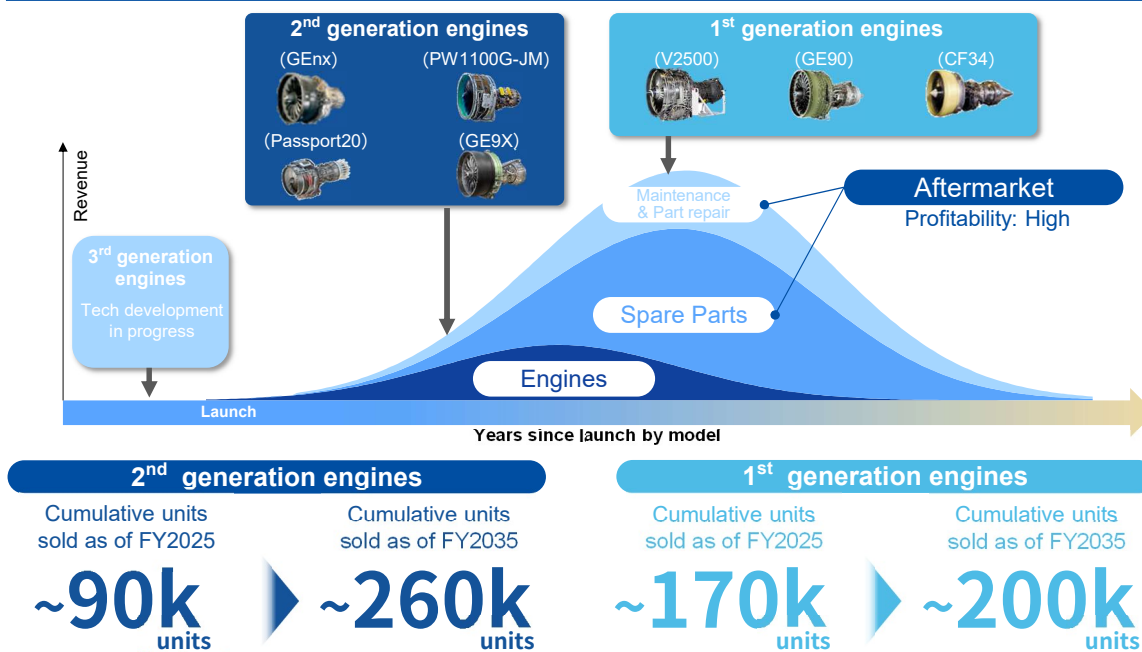 2nd generation engines
(GEnx)
(PW1100G-JM)
(Passport20)
(GE9X)
1st generation engines
(V2500)
(GE90)
(CF34)
Revenue
3rd generation
engines
Tech development
in progress
Maintenance
& Part repair
Aftermarket
Profitability: High
Spare Parts
Engines
Launch
Years since launch by model
2nd generation engines
Cumulative units
sold as of FY2025
~90k
units
Cumulative units
sold as of FY2035
~260k
units
1st generation engines
Cumulative units
sold as of FY2025
~170k
units
Cumulative units
sold as of FY2035
~200k
units